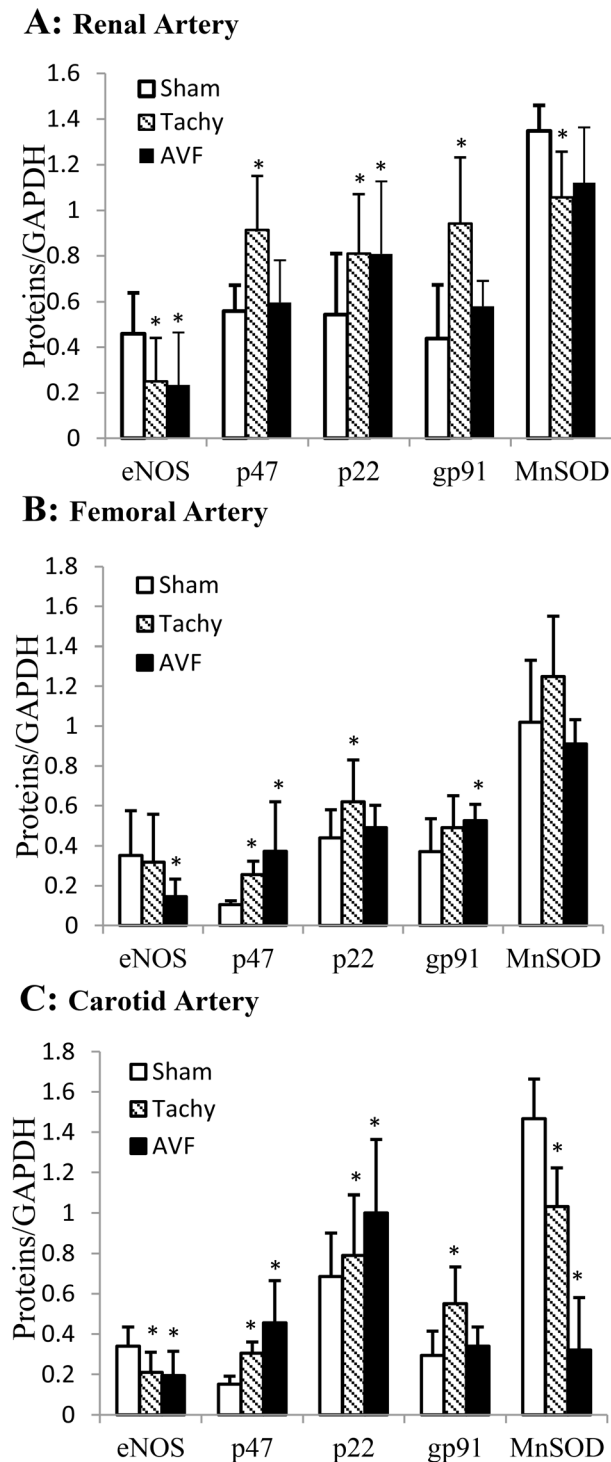 A: Renal Artery
1.6
1.4
1.2
1
0.8
0.6
0.4
0.2
0
Proteins/GAPDH
Sham
Tachy
AVF
* * * * * * *
eNOS p47 p22 gp91 MnSOD
B: Femoral Artery
1.8
1.6
1.4
1.2
1
0.8
0.6
0.4
0.2
0
Proteins/GAPDH
Sham
Tachy
AVF
* * * * *
eNOS p47 p22 gp91 MnSOD
C: Carotid Artery
1.8
1.6
1.4
1.2
1
0.8
0.6
0.4
0.2
0
Proteins/GAPDH
Sham
Tachy
AVF
* * * * * * * * *
eNOS p47 p22 gp91 MnSOD